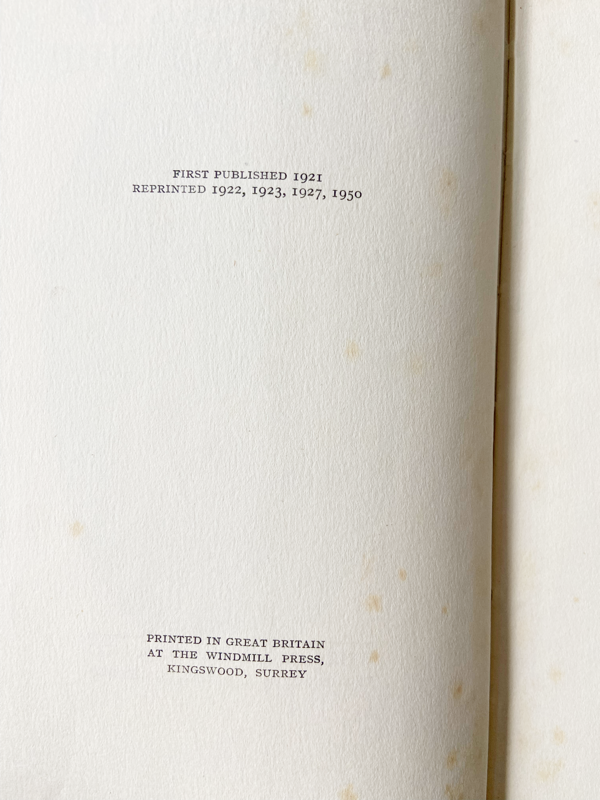 FIRST PUBLISHED 1921
REPRINTED 1922, 1923, 1927, 1950
PRINTED IN GREAT BRITAIN
AT THE WINDMILL PRESS,
KINGSWOOD, SURREY